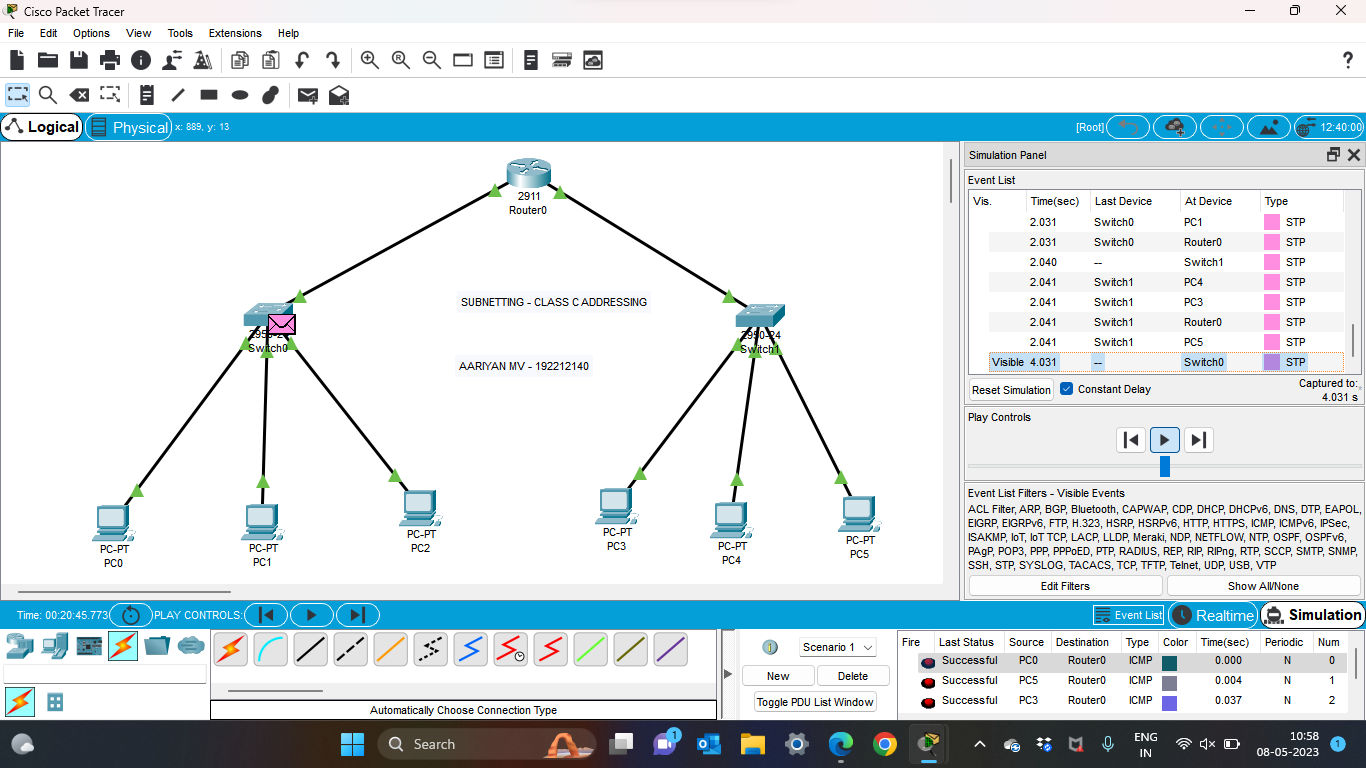 Cisco Packet Tracer
File Edit Options View Tools Extensions Help
Logical Physical x: 889, y: 13 [Root] 12:40:00
2911
Router0
SUBNETTING - CLASS C ADDRESSING
AARIYAN MV - 192212140
Switch0
2950-24
Switch1
PC-PT
PC0
PC-PT
PC1
PC-PT
PC2
PC-PT
PC3
PC-PT
PC4
PC-PT
PC5
Simulation Panel
Event List
Vis. Time(sec) Last Device At Device Type
2.031 Switch0 PC1 STP
2.031 Switch0 Router0 STP
2.040 -- Switch1 STP
2.041 Switch1 PC4 STP
2.041 Switch1 PC3 STP
2.041 Switch1 Router0 STP
2.041 Switch1 PC5 STP
Visible 4.031 -- Switch0 STP
Reset Simulation Constant Delay Captured to:
4.031 s
Play Controls
Event List Filters - Visible Events
ACL Filter, ARP, BGP, Bluetooth, CAPWAP, CDP, DHCP, DHCPv6, DNS, DTP, EAPOL,
EIGRP, EIGRPv6, FTP, H.323, HSRP, HSRPv6, HTTP, HTTPS, ICMP, ICMPv6, IPSec,
ISAKMP, IoT, IoT TCP, LACP, LLDP, Meraki, NDP, NETFLOW, NTP, OSPF, OSPFv6,
PAgP, POP3, PPP, PPPoED, PTP, RADIUS, REP, RIP, RIPng, RTP, SCCP, SMTP, SNMP,
SSH, STP, SYSLOG, TACACS, TCP, TFTP, Telnet, UDP, USB, VTP
Edit Filters Show All/None
Time: 00:20:45.773 PLAY CONTROLS: Event List Realtime Simulation
Automatically Choose Connection Type
Scenario 1
New Delete
Toggle PDU List Window
Fire Last Status Source Destination Type Color Time(sec) Periodic Num
Successful PC0 Router0 ICMP 0.000 N 0
Successful PC5 Router0 ICMP 0.004 N 1
Successful PC3 Router0 ICMP 0.037 N 2
Search
1
ENG
IN
10:58
08-05-2023
1